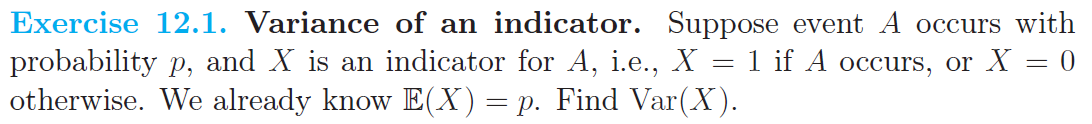 Exercise 12.1. Variance of an indicator. Suppose event A occurs with
probability p, and X is an indicator for A, i.e., X = 1 if A occurs, or X = 0
otherwise. We already know 𝔼(X) = p. Find Var(X).